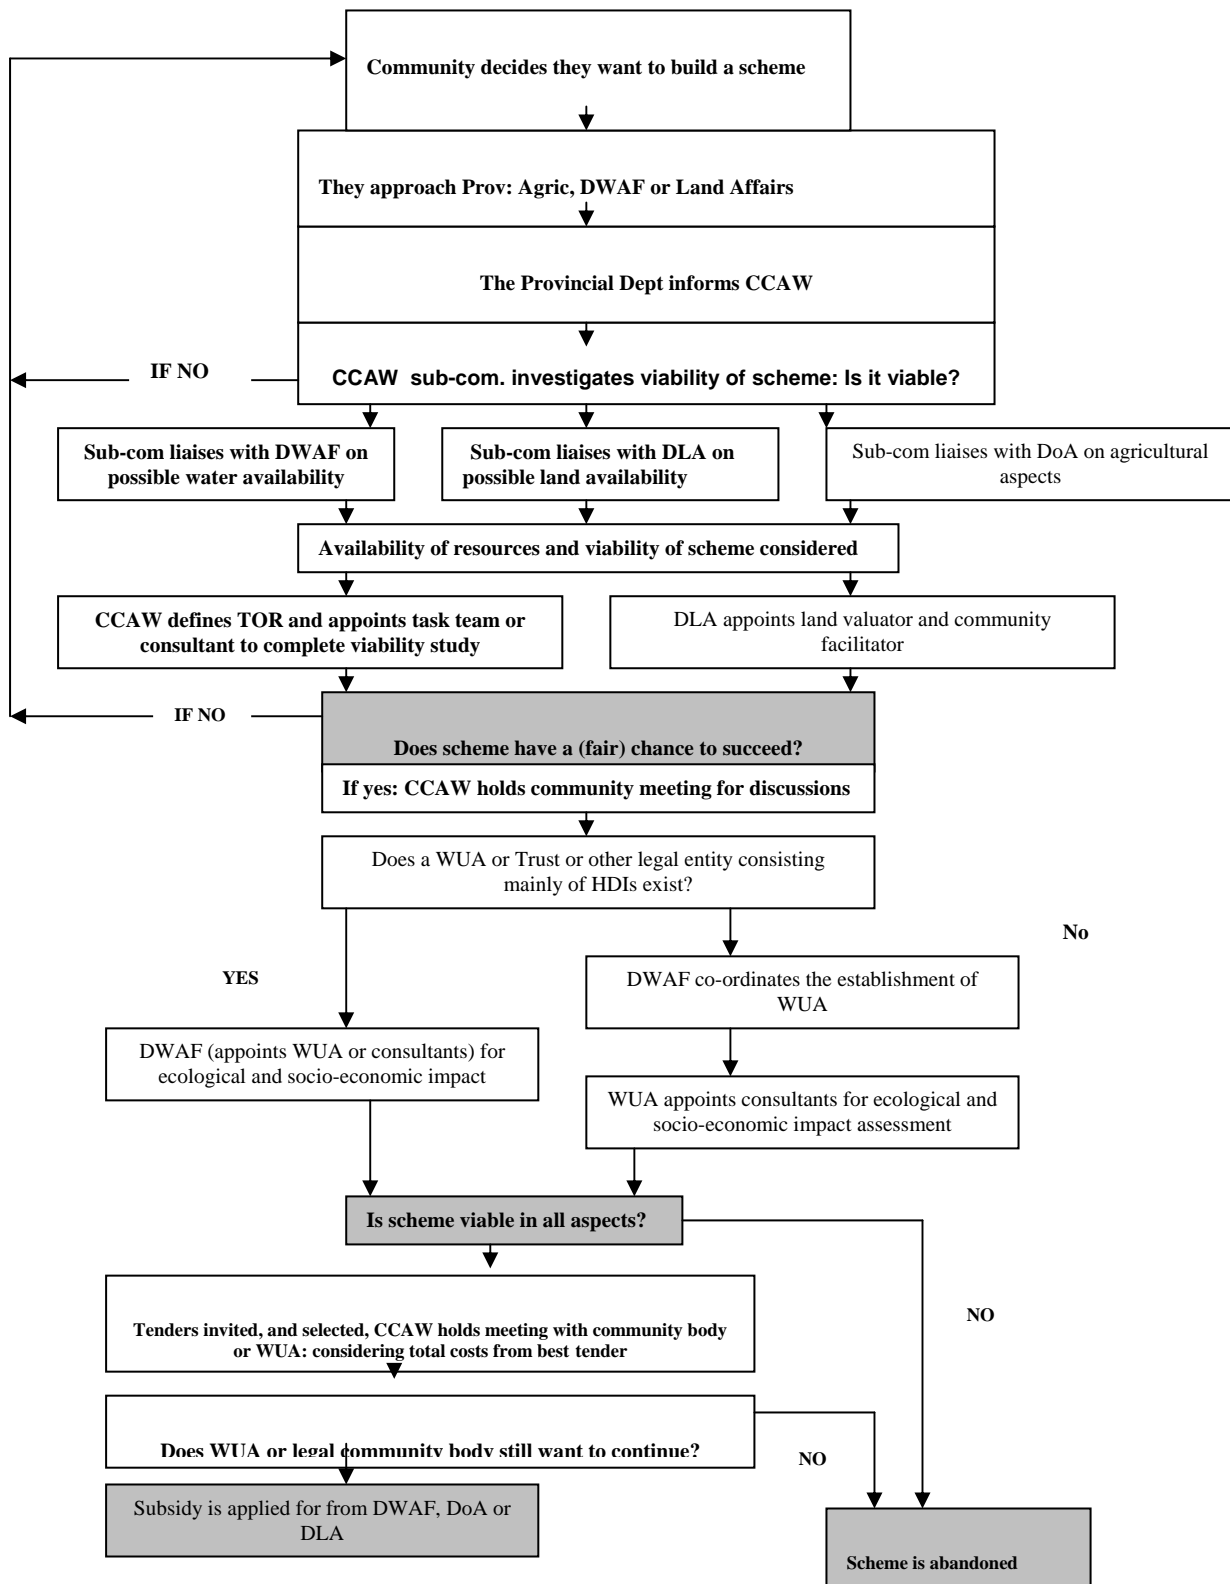 Community decides they want to build a scheme
They approach Prov: Agric, DWAF or Land Affairs
The Provincial Dept informs CCAW
IF NO
CCAW  sub-com. investigates viability of scheme: Is it viable?
Sub-com liaises with DWAF on
possible water availability
Sub-com liaises with DLA on
possible land availability
Sub-com liaises with DoA on agricultural
aspects
Availability of resources and viability of scheme considered
CCAW defines TOR and appoints task team or
consultant to complete viability study
DLA appoints land valuator and community
facilitator
IF NO
Does scheme have a (fair) chance to succeed?
If yes: CCAW holds community meeting for discussions
Does a WUA or Trust or other legal entity consisting
mainly of HDIs exist?
No
YES
DWAF co-ordinates the establishment of
WUA
DWAF (appoints WUA or consultants) for
ecological and socio-economic impact
WUA appoints consultants for ecological and
socio-economic impact assessment
Is scheme viable in all aspects?
NO
Tenders invited, and selected, CCAW holds meeting with community body
or WUA: considering total costs from best tender
Does WUA or legal community body still want to continue?
NO
Subsidy is applied for from DWAF, DoA or
DLA
Scheme is abandoned